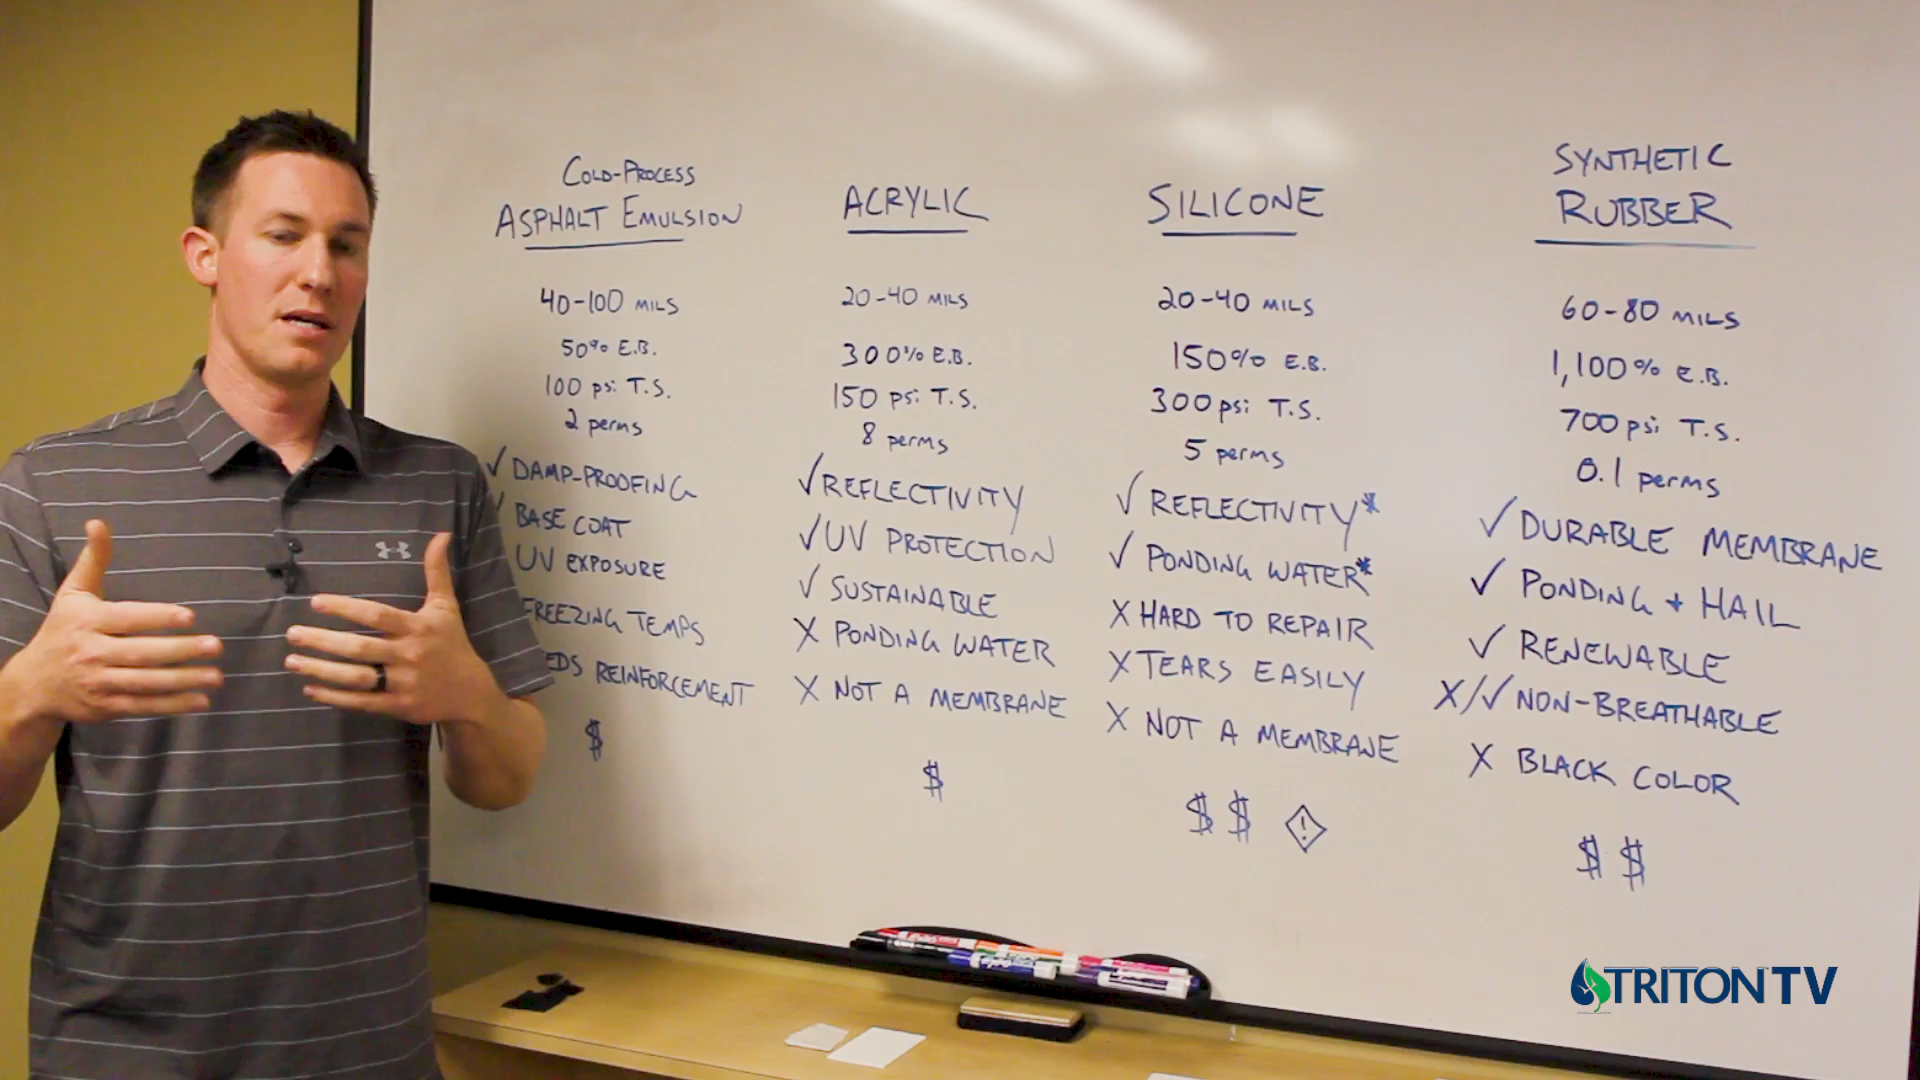 COLD-PROCESS
ASPHALT EMULSION
40-100 MILS
50% E.B.
100 psi T.S.
2 perms
✓ DAMP-PROOFING
✓ BASE COAT
UV EXPOSURE
FREEZING TEMPS
EDS REINFORCEMENT
$
ACRYLIC
20-40 MILS
300% E.B.
150 psi T.S.
8 perms
✓ REFLECTIVITY
✓ UV PROTECTION
✓ SUSTAINABLE
X PONDING WATER
X NOT A MEMBRANE
$
SILICONE
20-40 MILS
150% E.B.
300 psi T.S.
5 perms
✓ REFLECTIVITY*
✓ PONDING WATER*
X HARD TO REPAIR
X TEARS EASILY
X NOT A MEMBRANE
$ $ !
SYNTHETIC
RUBBER
60-80 MILS
1,100% E.B.
700 psi T.S.
0.1 perms
✓ DURABLE MEMBRANE
✓ PONDING + HAIL
✓ RENEWABLE
X/✓ NON-BREATHABLE
X BLACK COLOR
$ $
TRITON TV